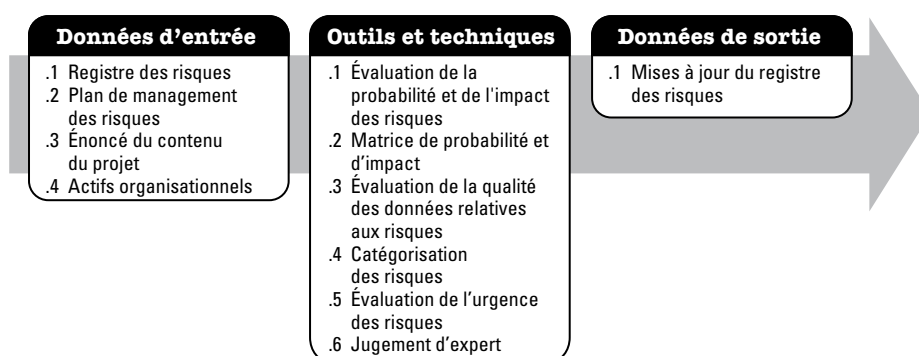 Données d’entrée
.1 Registre des risques
.2 Plan de management
des risques
.3 Énoncé du contenu
du projet
.4 Actifs organisationnels
Outils et techniques
.1 Évaluation de la
probabilité et de l'impact
des risques
.2 Matrice de probabilité et
d’impact
.3 Évaluation de la qualité
des données relatives
aux risques
.4 Catégorisation
des risques
.5 Évaluation de l’urgence
des risques
.6 Jugement d’expert
Données de sortie
.1 Mises à jour du registre
des risques